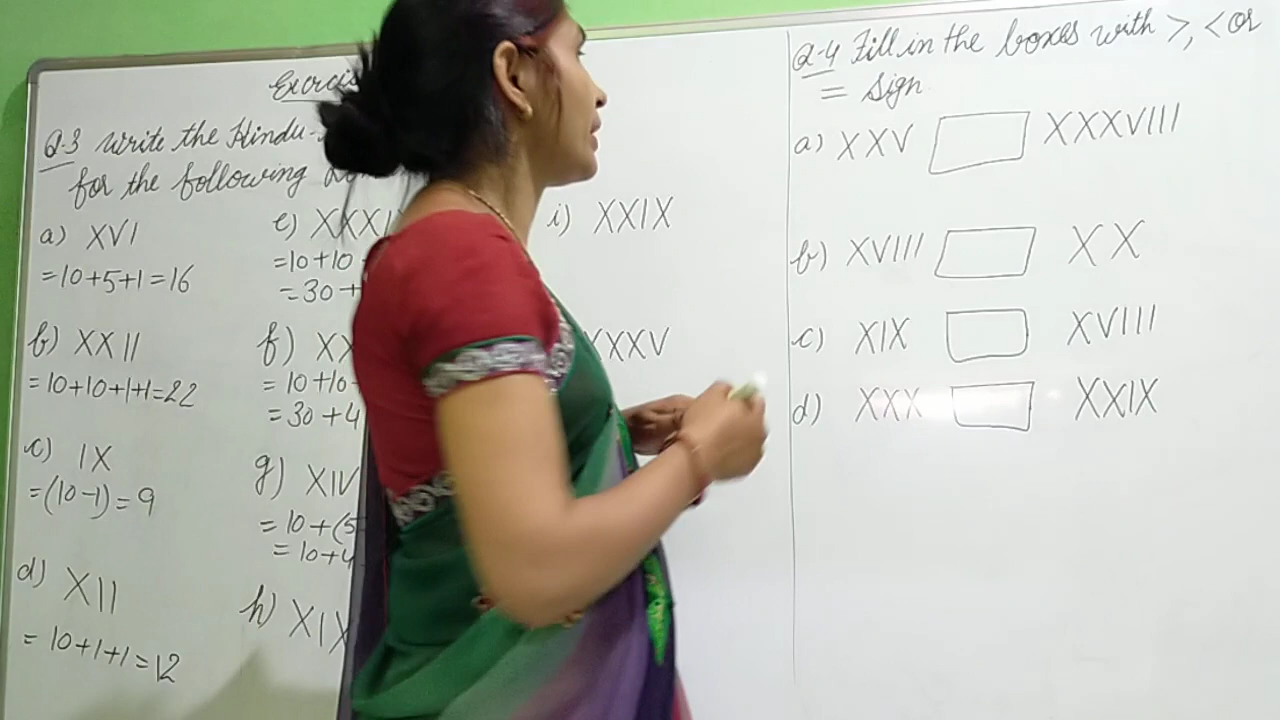 Q.3 Write the Hindu-
for the following
a) XVI
=10+5+1=16
b) XXII
=10+10+1+1=22
c) IX
=(10-1)=9
d) XII
= 10+1+1=12
e)
=10+10
=30+
f)
= 10+10-
= 30+4
g) XIV
= 10+(5
= 10+4
h) XIX
i) XXIX
XXXV
Q-4 Fill in the boxes with >, < or
= sign
a) XXV XXXVIII
b) XVIII XX
c) XIX XVIII
d) XXX XXIX